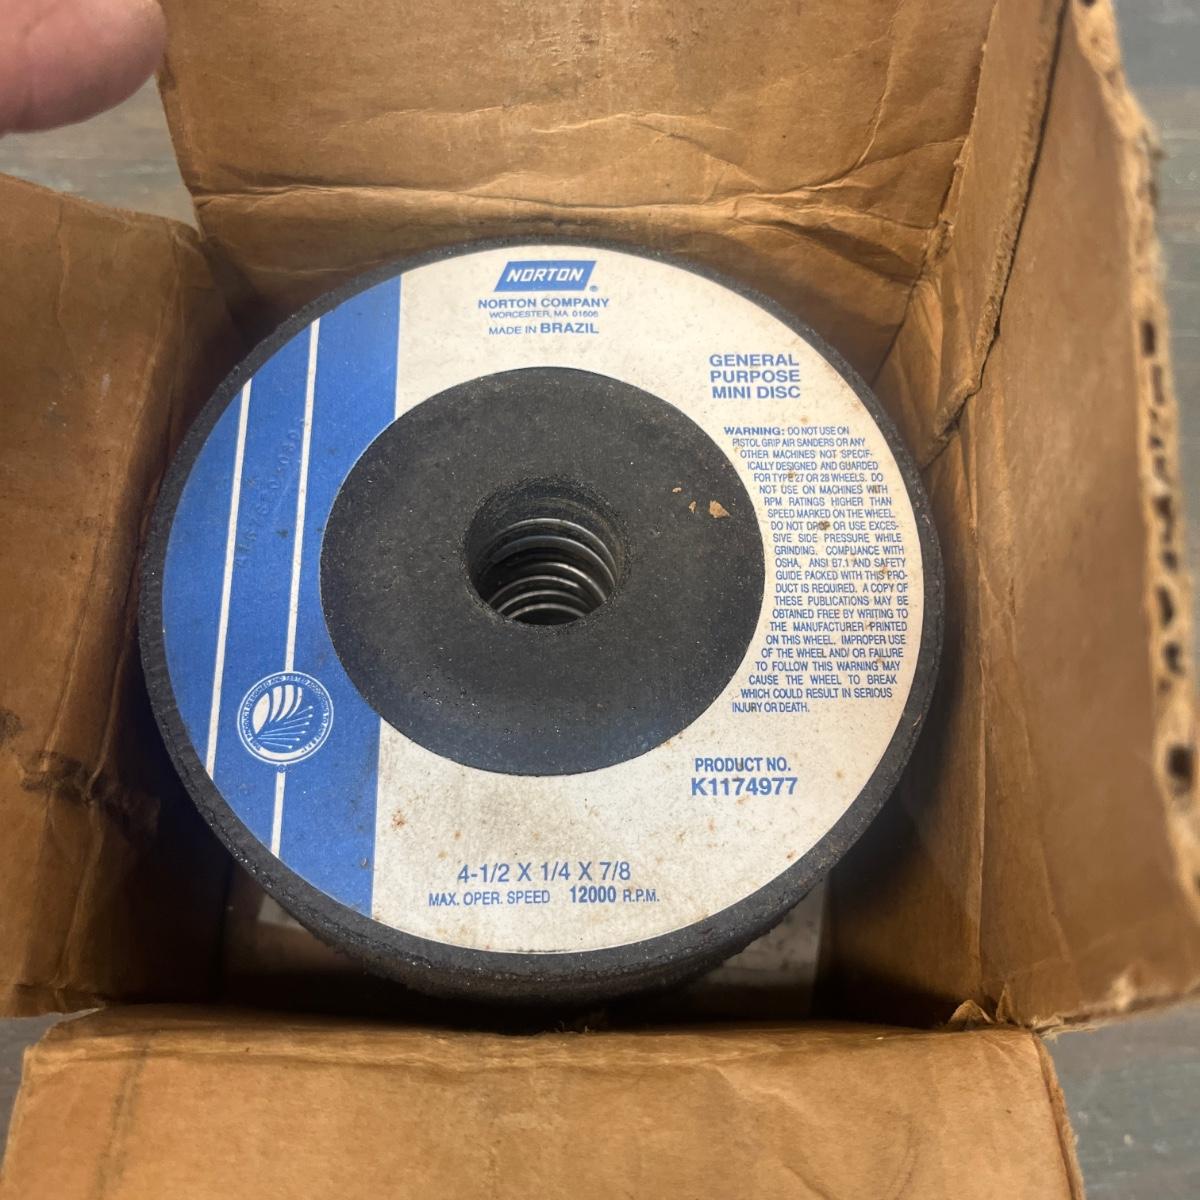 NORTON
NORTON COMPANY
WORCESTER, MA 01606
MADE IN BRAZIL
GENERAL
PURPOSE
MINI DISC
WARNING: DO NOT USE ON
PISTOL GRIP AIR SANDERS OR ANY
OTHER MACHINES NOT SPECIF-
ICALLY DESIGNED AND GUARDED
FOR TYPE 27 OR 28 WHEELS. DO
NOT USE ON MACHINES WITH
RPM RATINGS HIGHER THAN
SPEED MARKED ON THE WHEEL.
DO NOT DROP OR USE EXCES-
SIVE SIDE PRESSURE WHILE
GRINDING. COMPLIANCE WITH
OSHA, ANSI B7.1 AND SAFETY
GUIDE PACKED WITH THIS PRO-
DUCT IS REQUIRED. A COPY OF
THESE PUBLICATIONS MAY BE
OBTAINED FREE BY WRITING TO
THE MANUFACTURER PRINTED
ON THIS WHEEL. IMPROPER USE
OF THE WHEEL AND/ OR FAILURE
TO FOLLOW THIS WARNING MAY
CAUSE THE WHEEL TO BREAK
WHICH COULD RESULT IN SERIOUS
INJURY OR DEATH.
PRODUCT NO.
K1174977
4-1/2 X 1/4 X 7/8
MAX. OPER. SPEED 12000 R.P.M.